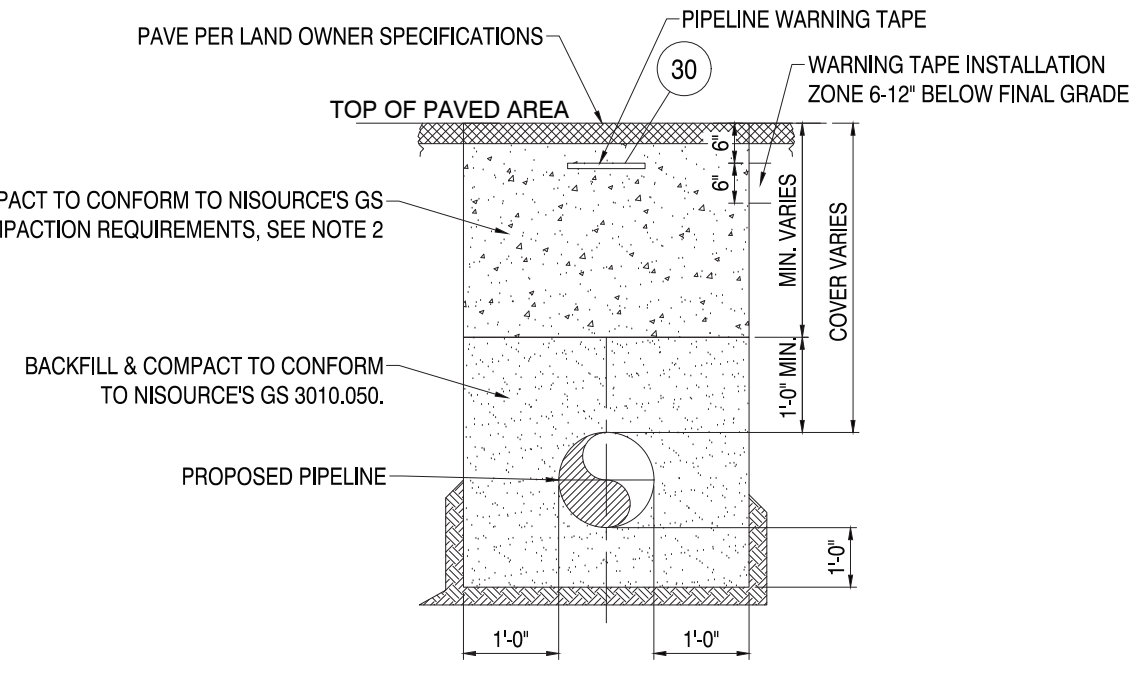 PIPELINE WARNING TAPE
PAVE PER LAND OWNER SPECIFICATIONS
30
WARNING TAPE INSTALLATION
ZONE 6-12" BELOW FINAL GRADE
TOP OF PAVED AREA
6"
6"
PACT TO CONFORM TO NISOURCE'S GS
MPACTION REQUIREMENTS, SEE NOTE 2
MIN. VARIES
COVER VARIES
BACKFILL & COMPACT TO CONFORM
TO NISOURCE'S GS 3010.050.
1'-0" MIN.
PROPOSED PIPELINE
1'-0"
1'-0"
1'-0"